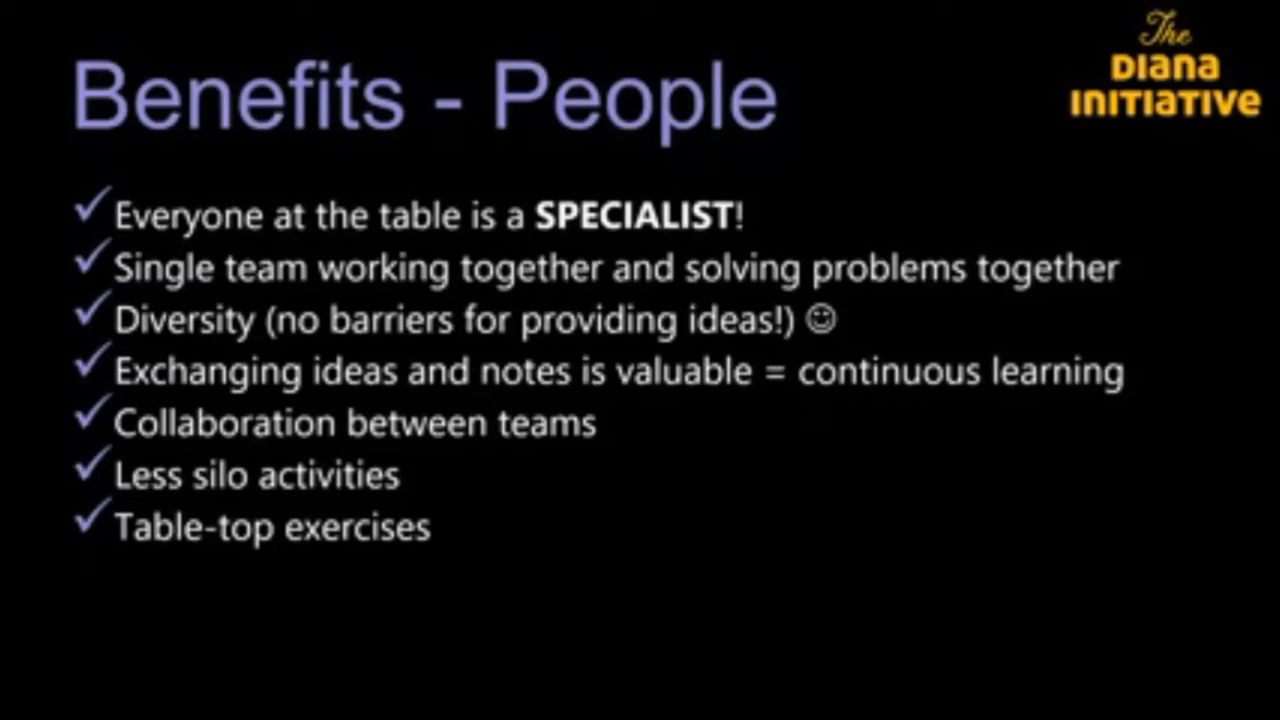 The
DIANA
INITIATIVE
Benefits - People
✓Everyone at the table is a SPECIALIST!
✓Single team working together and solving problems together
✓Diversity (no barriers for providing ideas!) ☺
✓Exchanging ideas and notes is valuable = continuous learning
✓Collaboration between teams
✓Less silo activities
✓Table-top exercises